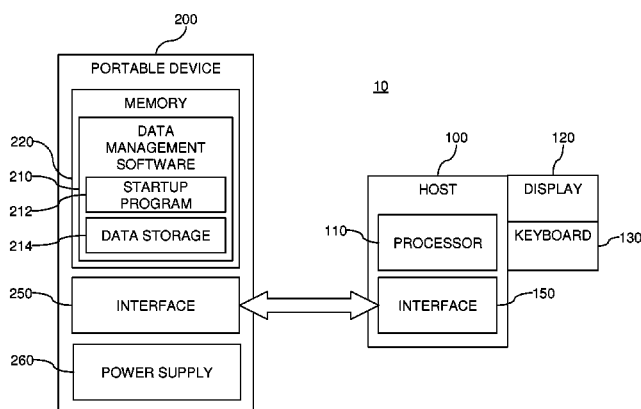 200
PORTABLE DEVICE
10
MEMORY
220
DATA
MANAGEMENT
SOFTWARE
210
STARTUP
PROGRAM
212
214
DATA STORAGE
250
INTERFACE
260
POWER SUPPLY
100
120
HOST
DISPLAY
110
PROCESSOR
KEYBOARD
130
INTERFACE
150